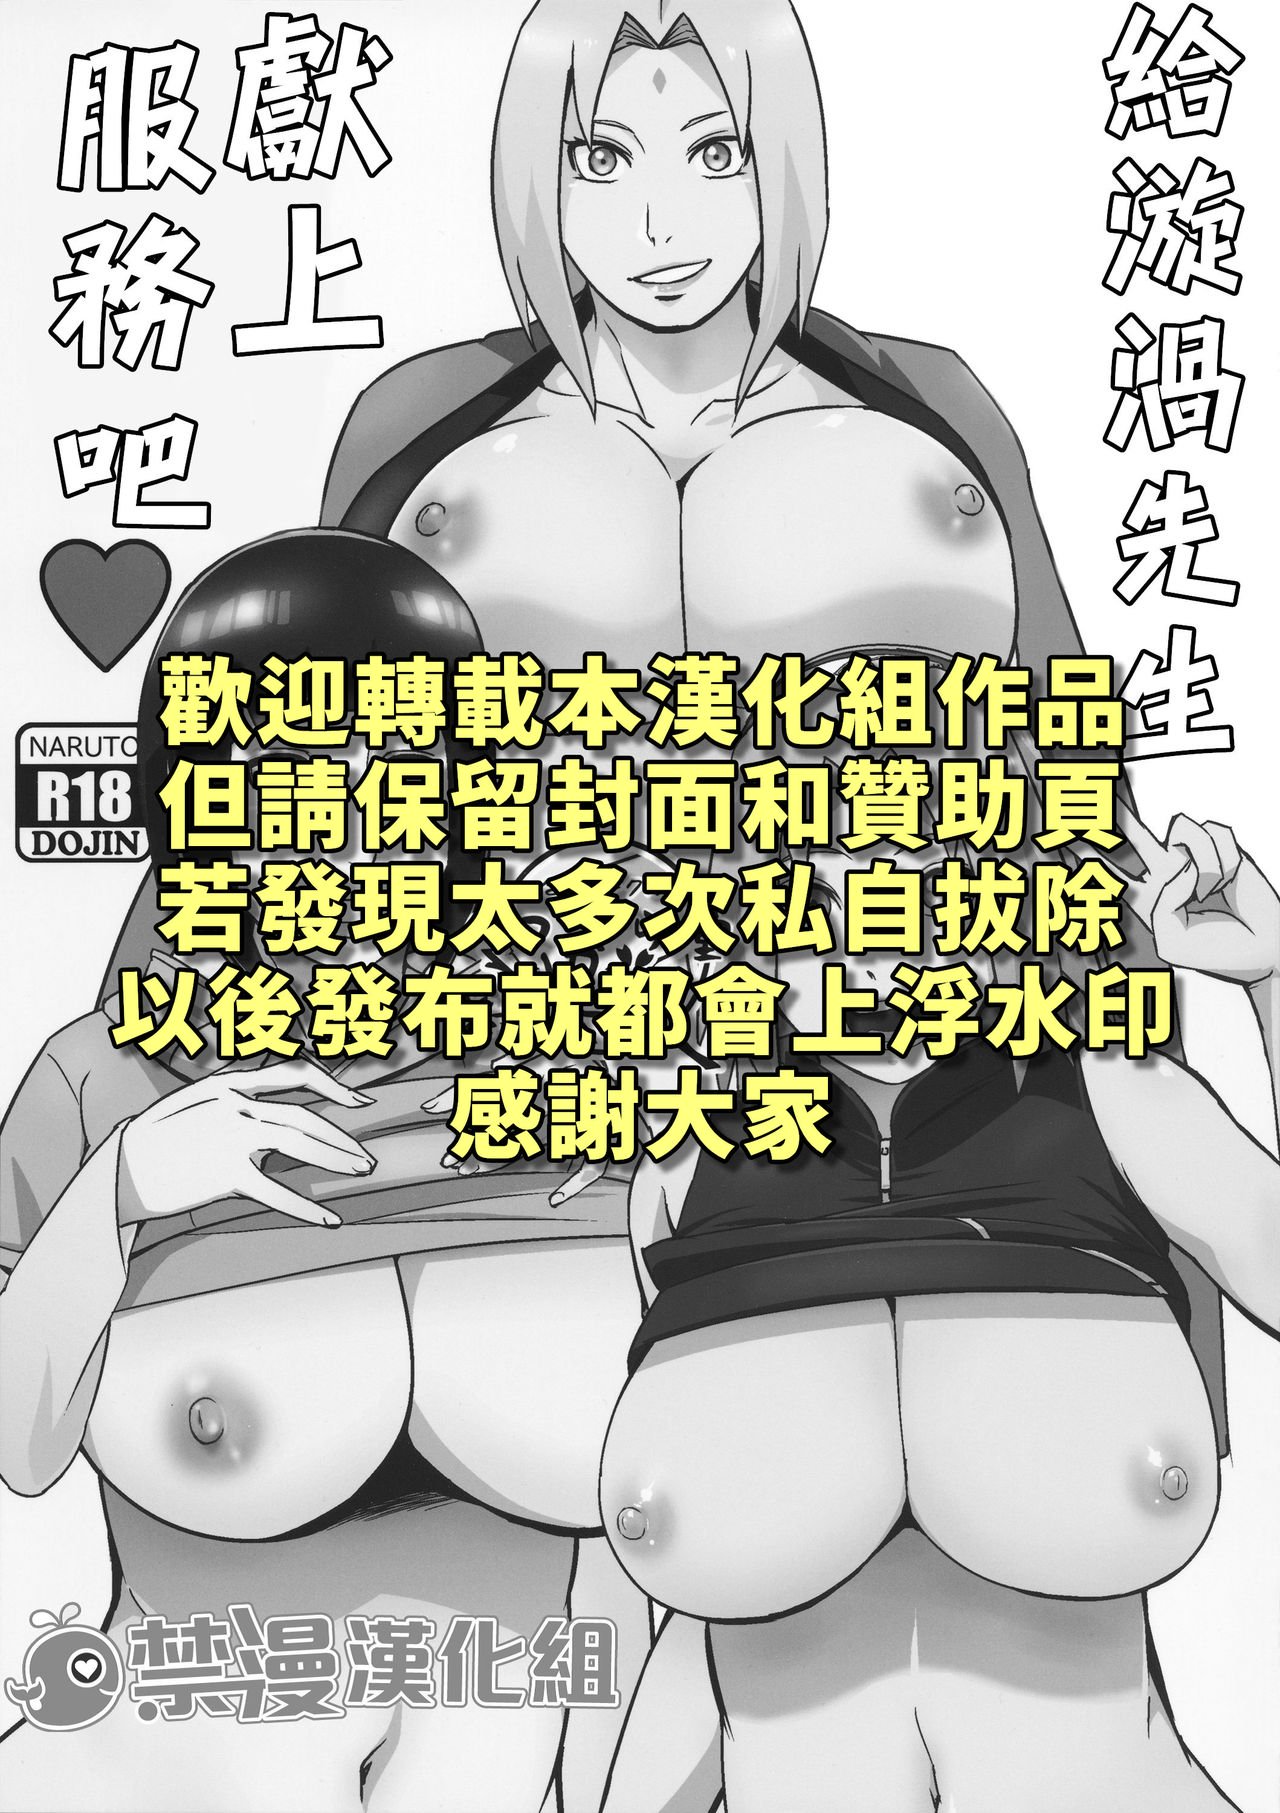 給漩渦先生
獻上
服務吧♥
NARUTO
R18
DOJIN
歡迎轉載本漢化組作品
但請保留封面和贊助頁
若發現太多次私自拔除
以後發布就都會上浮水印
感謝大家
禁漫漢化組